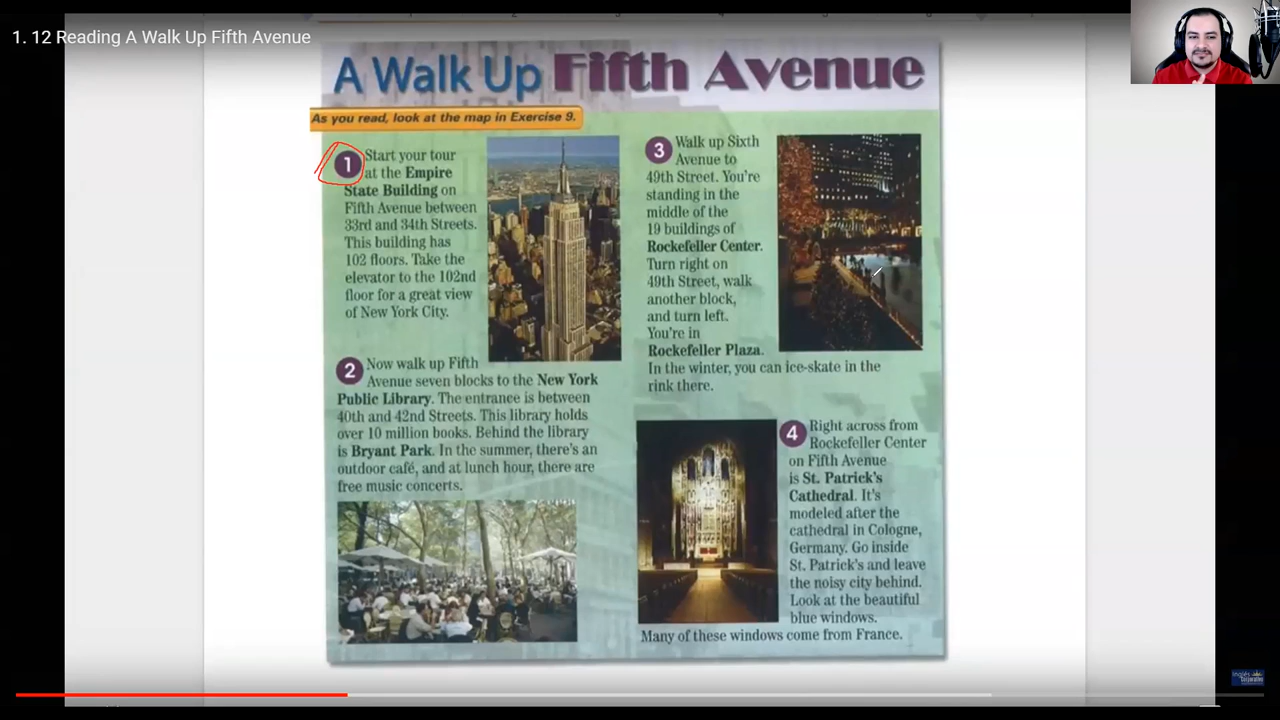 1. 12 Reading A Walk Up Fifth Avenue
A Walk Up Fifth Avenue
As you read, look at the map in Exercise 9.
1 Start your tour
at the Empire
State Building on
Fifth Avenue between
33rd and 34th Streets.
This building has
102 floors. Take the
elevator to the 102nd
floor for a great view
of New York City.
2 Now walk up Fifth
Avenue seven blocks to the New York
Public Library. The entrance is between
40th and 42nd Streets. This library holds
over 10 million books. Behind the library
is Bryant Park. In the summer, there's an
outdoor café, and at lunch hour, there are
free music concerts.
3 Walk up Sixth
Avenue to
49th Street. You're
standing in the
middle of the
19 buildings of
Rockefeller Center.
Turn right on
49th Street, walk
another block,
and turn left.
You're in
Rockefeller Plaza.
In the winter, you can ice-skate in the
rink there.
4 Right across from
Rockefeller Center
on Fifth Avenue
is St. Patrick's
Cathedral. It's
modeled after the
cathedral in Cologne,
Germany. Go inside
St. Patrick's and leave
the noisy city behind.
Look at the beautiful
blue windows.
Many of these windows come from France.